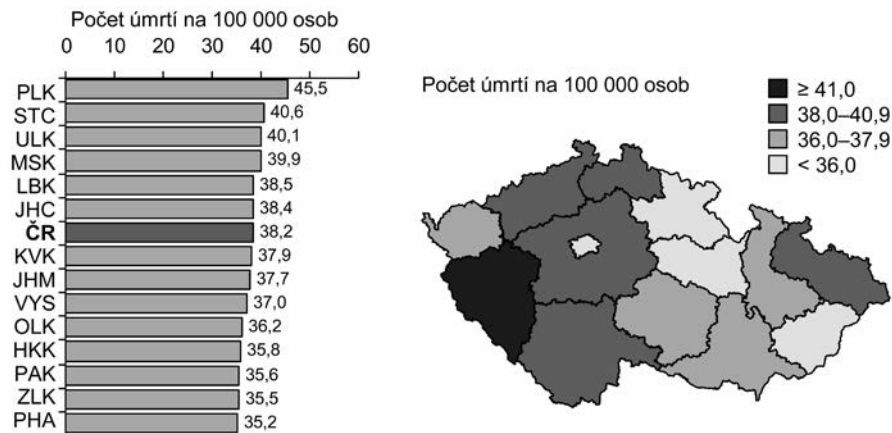 Počet úmrtí na 100 000 osob
0 10 20 30 40 50 60
PLK 45,5
STC 40,6
ULK 40,1
MSK 39,9
LBK 38,5
JHC 38,4
ČR 38,2
KVK 37,9
JHM 37,7
VYS 37,0
OLK 36,2
HKK 35,8
PAK 35,6
ZLK 35,5
PHA 35,2
Počet úmrtí na 100 000 osob
≥ 41,0
38,0–40,9
36,0–37,9
< 36,0